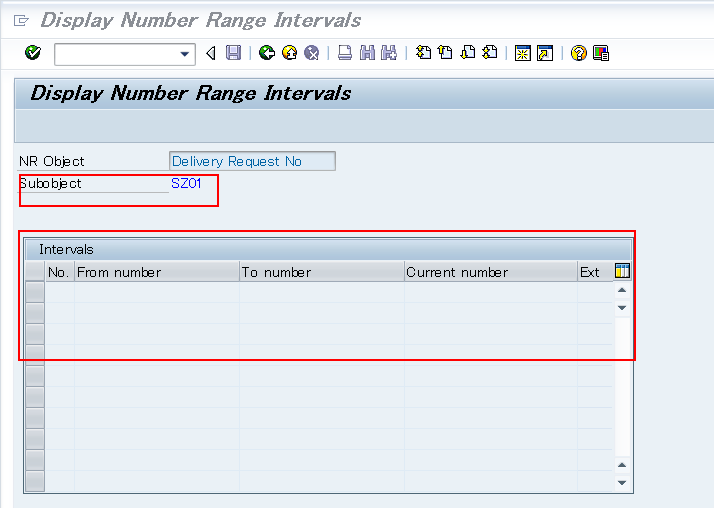 Display Number Range Intervals
Display Number Range Intervals
NR Object Delivery Request No
Subobject SZ01
Intervals
No. From number To number Current number Ext